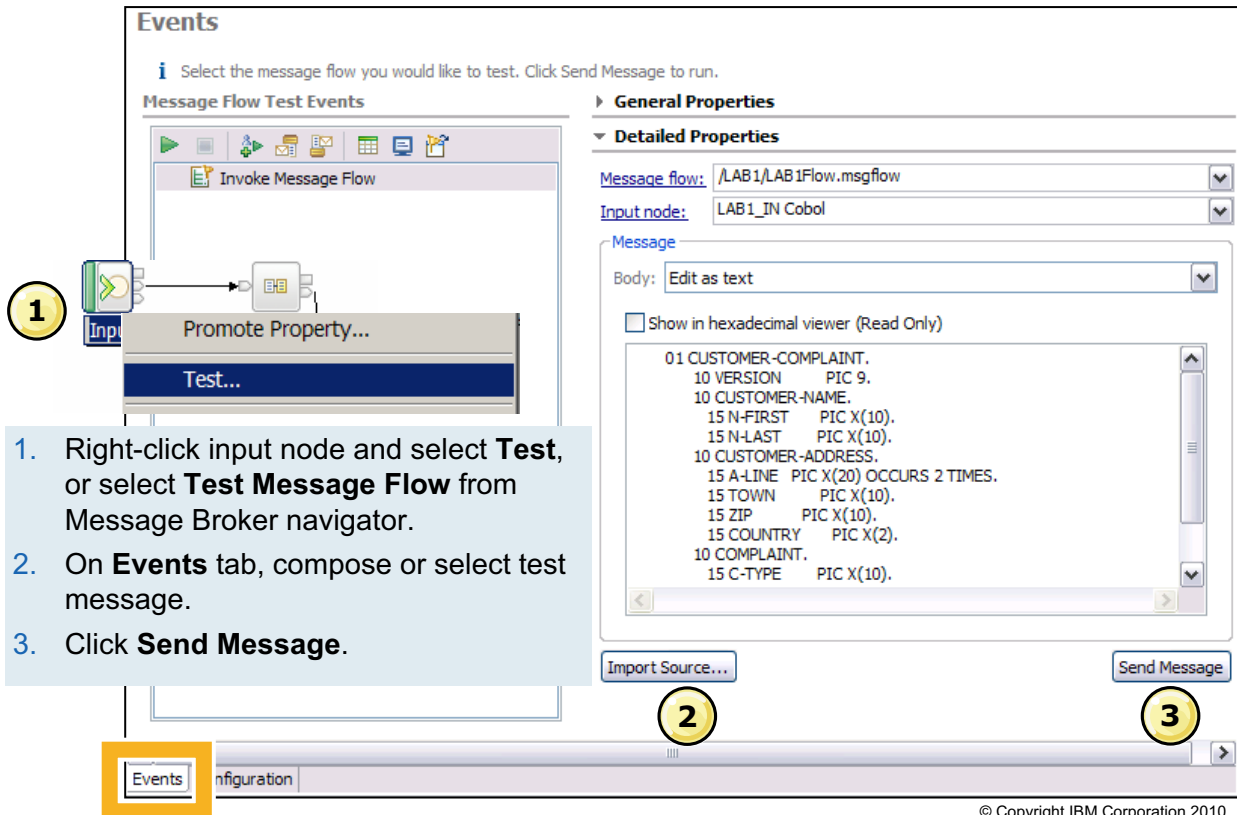 Events
i Select the message flow you would like to test. Click Send Message to run.
Message Flow Test Events
Invoke Message Flow
General Properties
Detailed Properties
Message flow: /LAB1/LAB1Flow.msgflow
Input node: LAB1_IN Cobol
Message
Body: Edit as text
Show in hexadecimal viewer (Read Only)
01 CUSTOMER-COMPLAINT.
10 VERSION PIC 9.
10 CUSTOMER-NAME.
15 N-FIRST PIC X(10).
15 N-LAST PIC X(10).
10 CUSTOMER-ADDRESS.
15 A-LINE PIC X(20) OCCURS 2 TIMES.
15 TOWN PIC X(10).
15 ZIP PIC X(10).
15 COUNTRY PIC X(2).
10 COMPLAINT.
15 C-TYPE PIC X(10).
Import Source...
Send Message
2
3
1
Inpu
Promote Property...
Test...
1. Right-click input node and select Test,
or select Test Message Flow from
Message Broker navigator.
2. On Events tab, compose or select test
message.
3. Click Send Message.
Events
nfiguration
© Copyright IBM Corporation 2010